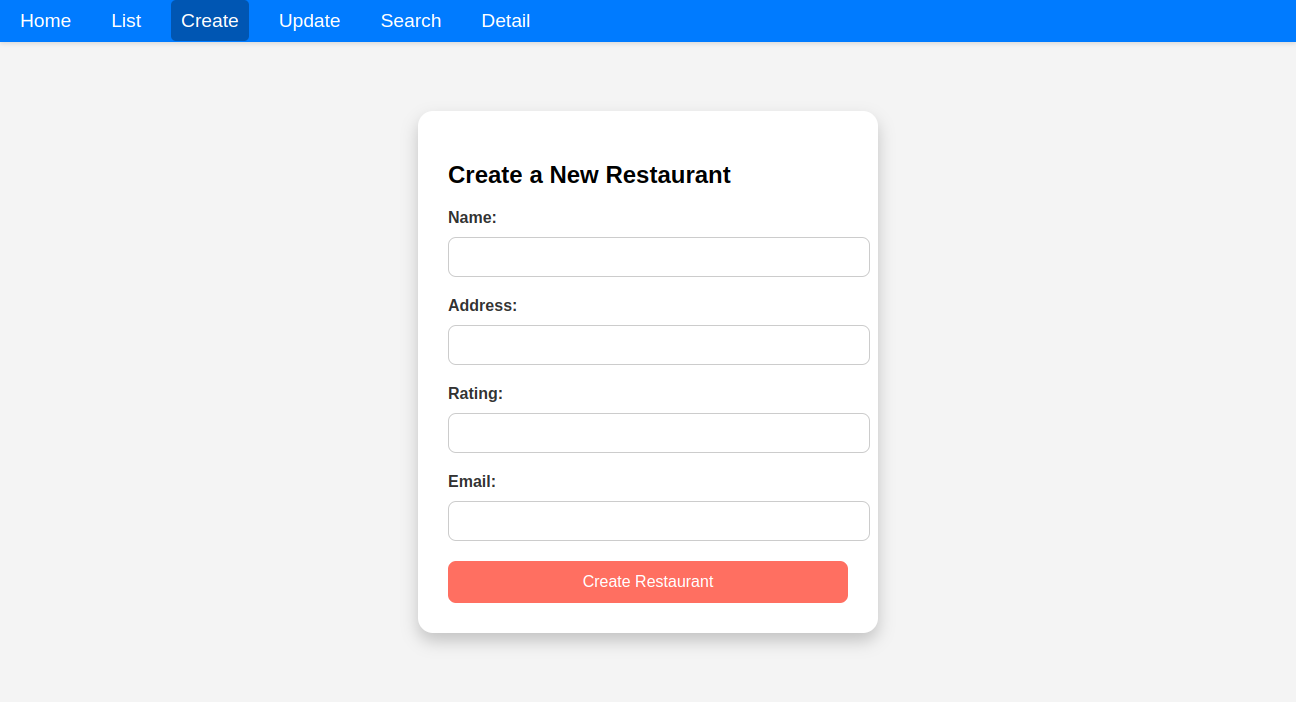 Home List Create Update Search Detail
Create a New Restaurant
Name:
Address:
Rating:
Email:
Create Restaurant